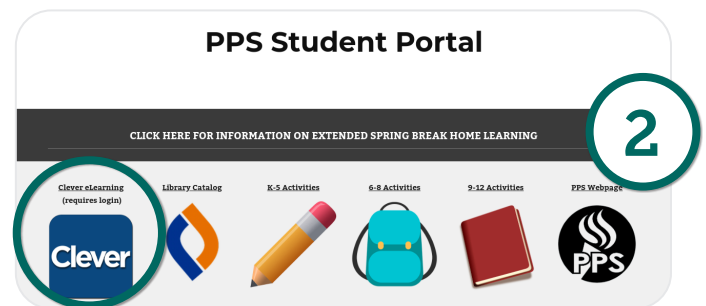 PPS Student Portal
2
CLICK HERE FOR INFORMATION ON EXTENDED SPRING BREAK HOME LEARNING
Clever eLearning
(requires login)
Library Catalog
K-5 Activities
6-8 Activities
9-12 Activities
PPS Webpage
Clever
PPS